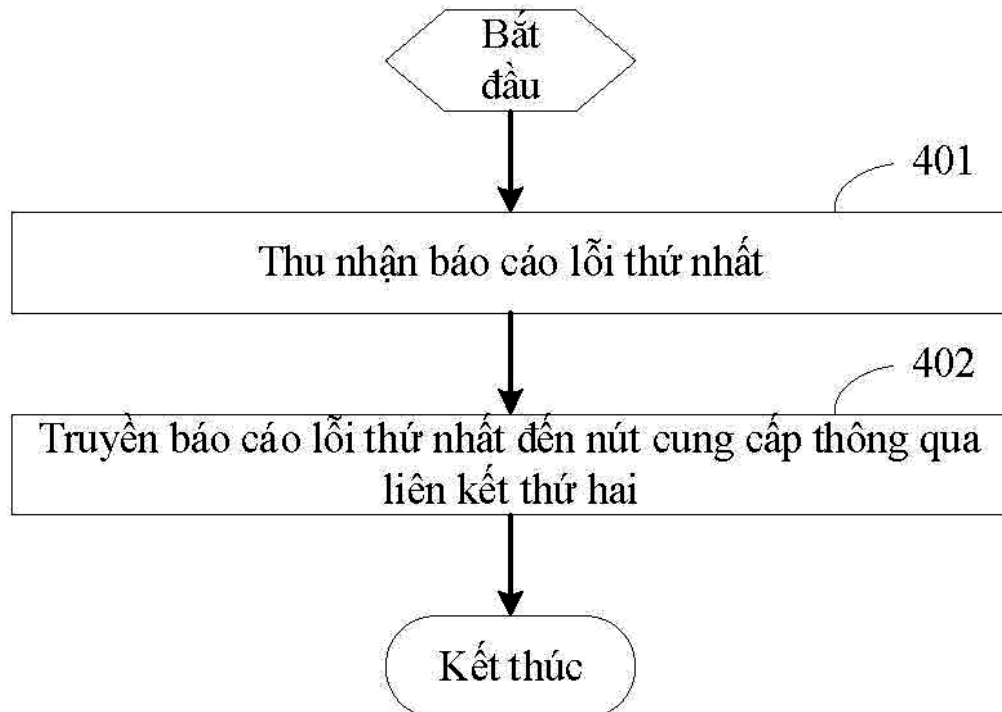 Bắt
đầu
401
Thu nhận báo cáo lỗi thứ nhất
402
Truyền báo cáo lỗi thứ nhất đến nút cung cấp thông qua
liên kết thứ hai
Kết thúc